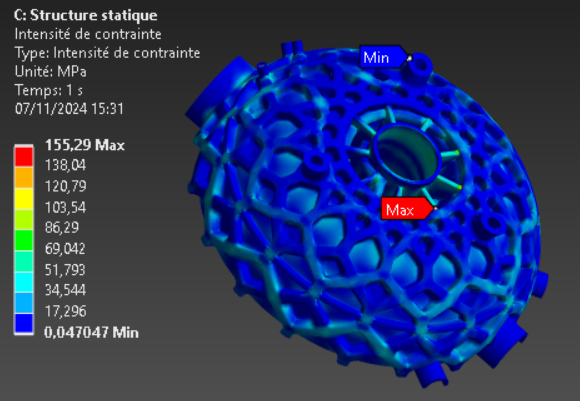 C: Structure statique
Intensité de contrainte
Type: Intensité de contrainte
Unité: MPa
Temps: 1 s
07/11/2024 15:31
155,29 Max
138,04
120,79
103,54
86,29
69,042
51,793
34,544
17,296
0,047047 Min
Min
Max